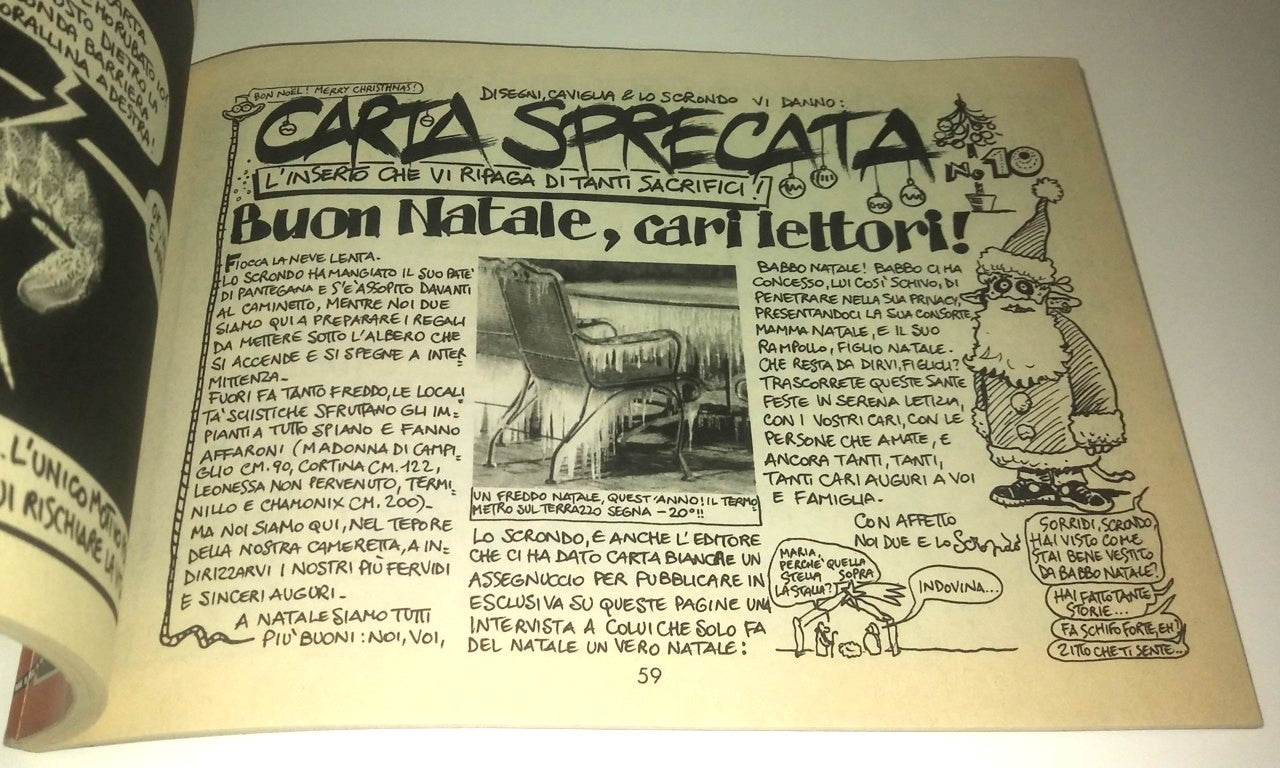 CARTA
CHO RUBATO
OSTO DIETRO LA
CONDA BARRIERA
ORALLINA A
DESTRA!
L'UNICO
RISCHIARE LA
BON NOËL! MERRY CHRISTMAS!
DISEGNI, CAVIGLIA & LO SCRONDO VI DANNO:
CARTA SPRECATA
N.10
L'INSERTO CHE VI RIPAGA DI TANTI SACRIFICI!
Buon Natale, cari lettori!
FIOCCA LA NEVE LENTA.
LO SCRONDO HA MANGIATO IL SUO PATE'
DI PANTEGANA E S'E' ASSOPITO DAVANTI
AL CAMINETTO, MENTRE NOI DUE
SIAMO QUI A PREPARARE I REGALI
DA METTERE SOTTO L'ALBERO CHE
SI ACCENDE E SI SPEGNE A INTER=
MITTENZA.
FUORI FA TANTO FREDDO, LE LOCALI
TA' SCIISTICHE SFRUTTANO GLI IM=
PIANTI A TUTTO SPIANO E FANNO
AFFARONI (MADONNA DI CAMPI=
GLIO CM. 90, CORTINA CM. 122,
LEONESSA NON PERVENUTO, TERMI=
NILLO E CHAMONIX CM. 200).
MA NOI SIAMO QUI, NEL TEPORE
DELLA NOSTRA CAMERETTA, A IN=
DIRIZZARVI I NOSTRI PIÙ FERVIDI
E SINCERI AUGURI.
A NATALE SIAMO TUTTI
PIU' BUONI: NOI, VOI,
UN FREDDO NATALE, QUEST'ANNO! IL TERMO=
METRO SUL TERRAZZO SEGNA -20°!!
LO SCRONDO, E ANCHE L'EDITORE
CHE CI HA DATO CARTA BIANCA E UN
ASSEGNUCCIO PER PUBBLICARE IN
ESCLUSIVA SU QUESTE PAGINE UNA
INTERVISTA A COLUI CHE SOLO FA
DEL NATALE UN VERO NATALE:
BABBO NATALE! BABBO CI HA
CONCESSO, LUI COSÌ SCHIVO, DI
PENETRARE NELLA SUA PRIVACY,
PRESENTANDOCI LA SUA CONSORTE,
MAMMA NATALE, E IL SUO
RAMPOLLO, FIGLIO NATALE.
CHE RESTA DA DIRVI, FIGLIOLI?
TRASCORRETE QUESTE SANTE
FESTE IN SERENA LETIZIA,
CON I VOSTRI CARI, CON LE
PERSONE CHE AMATE, E
ANCORA TANTI, TANTI,
TANTI CARI AUGURI A VOI
E FAMIGLIA.
CON AFFETTO
NOI DUE E LO Scrondo
MARIA,
PERCHE' QUELLA
STELLA SOPRA
LA STALLA?
INDOVINA...
SORRIDI, SCRONDO,
HAI VISTO COME
STAI BENE VESTITO
DA BABBO NATALE?
HAI FATTO TANTE
STORIE...
FA SCHIFO FORTE, EH!
ZITTO CHE TI SENTE..
59